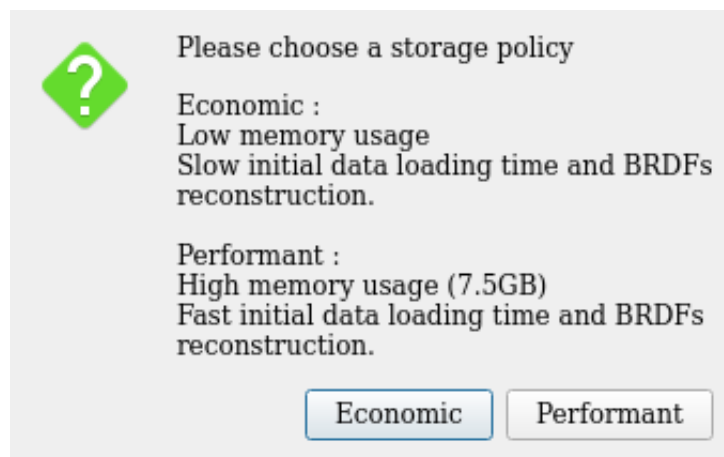 Please choose a storage policy
Economic :
Low memory usage
Slow initial data loading time and BRDFs
reconstruction.
Performant :
High memory usage (7.5GB)
Fast initial data loading time and BRDFs
reconstruction.
Economic
Performant